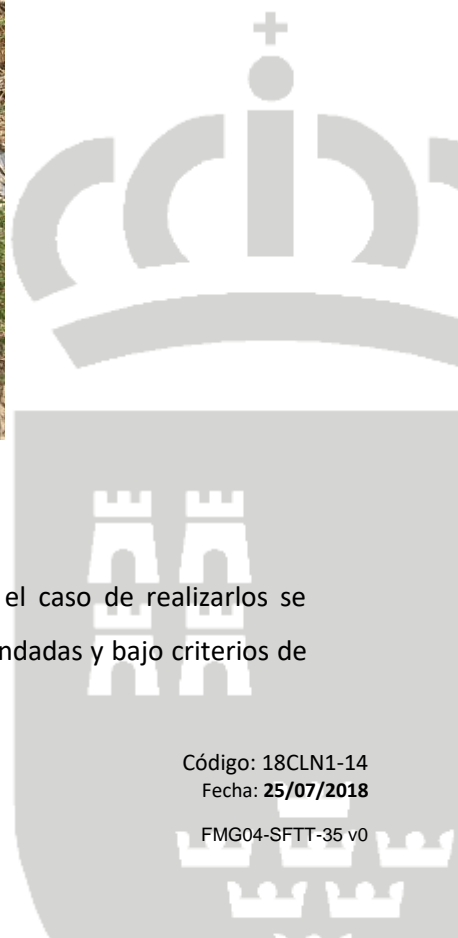 el caso de realizarlos se
ndadas y bajo criterios de
Código: 18CLN1-14
Fecha: 25/07/2018
FMG04-SFTT-35 v0